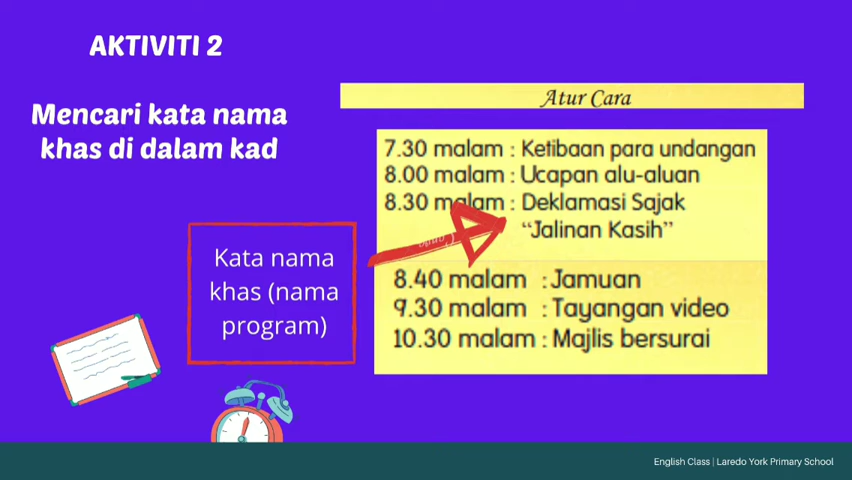 AKTIVITI 2
Mencari kata nama
khas di dalam kad
Atur Cara
7.30 malam : Ketibaan para undangan
8.00 malam : Ucapan alu-aluan
8.30 malam : Deklamasi Sajak
“Jalinan Kasih”
8.40 malam : Jamuan
9.30 malam : Tayangan video
10.30 malam : Majlis bersurai
Kata nama
khas (nama
program)
English Class | Laredo York Primary School